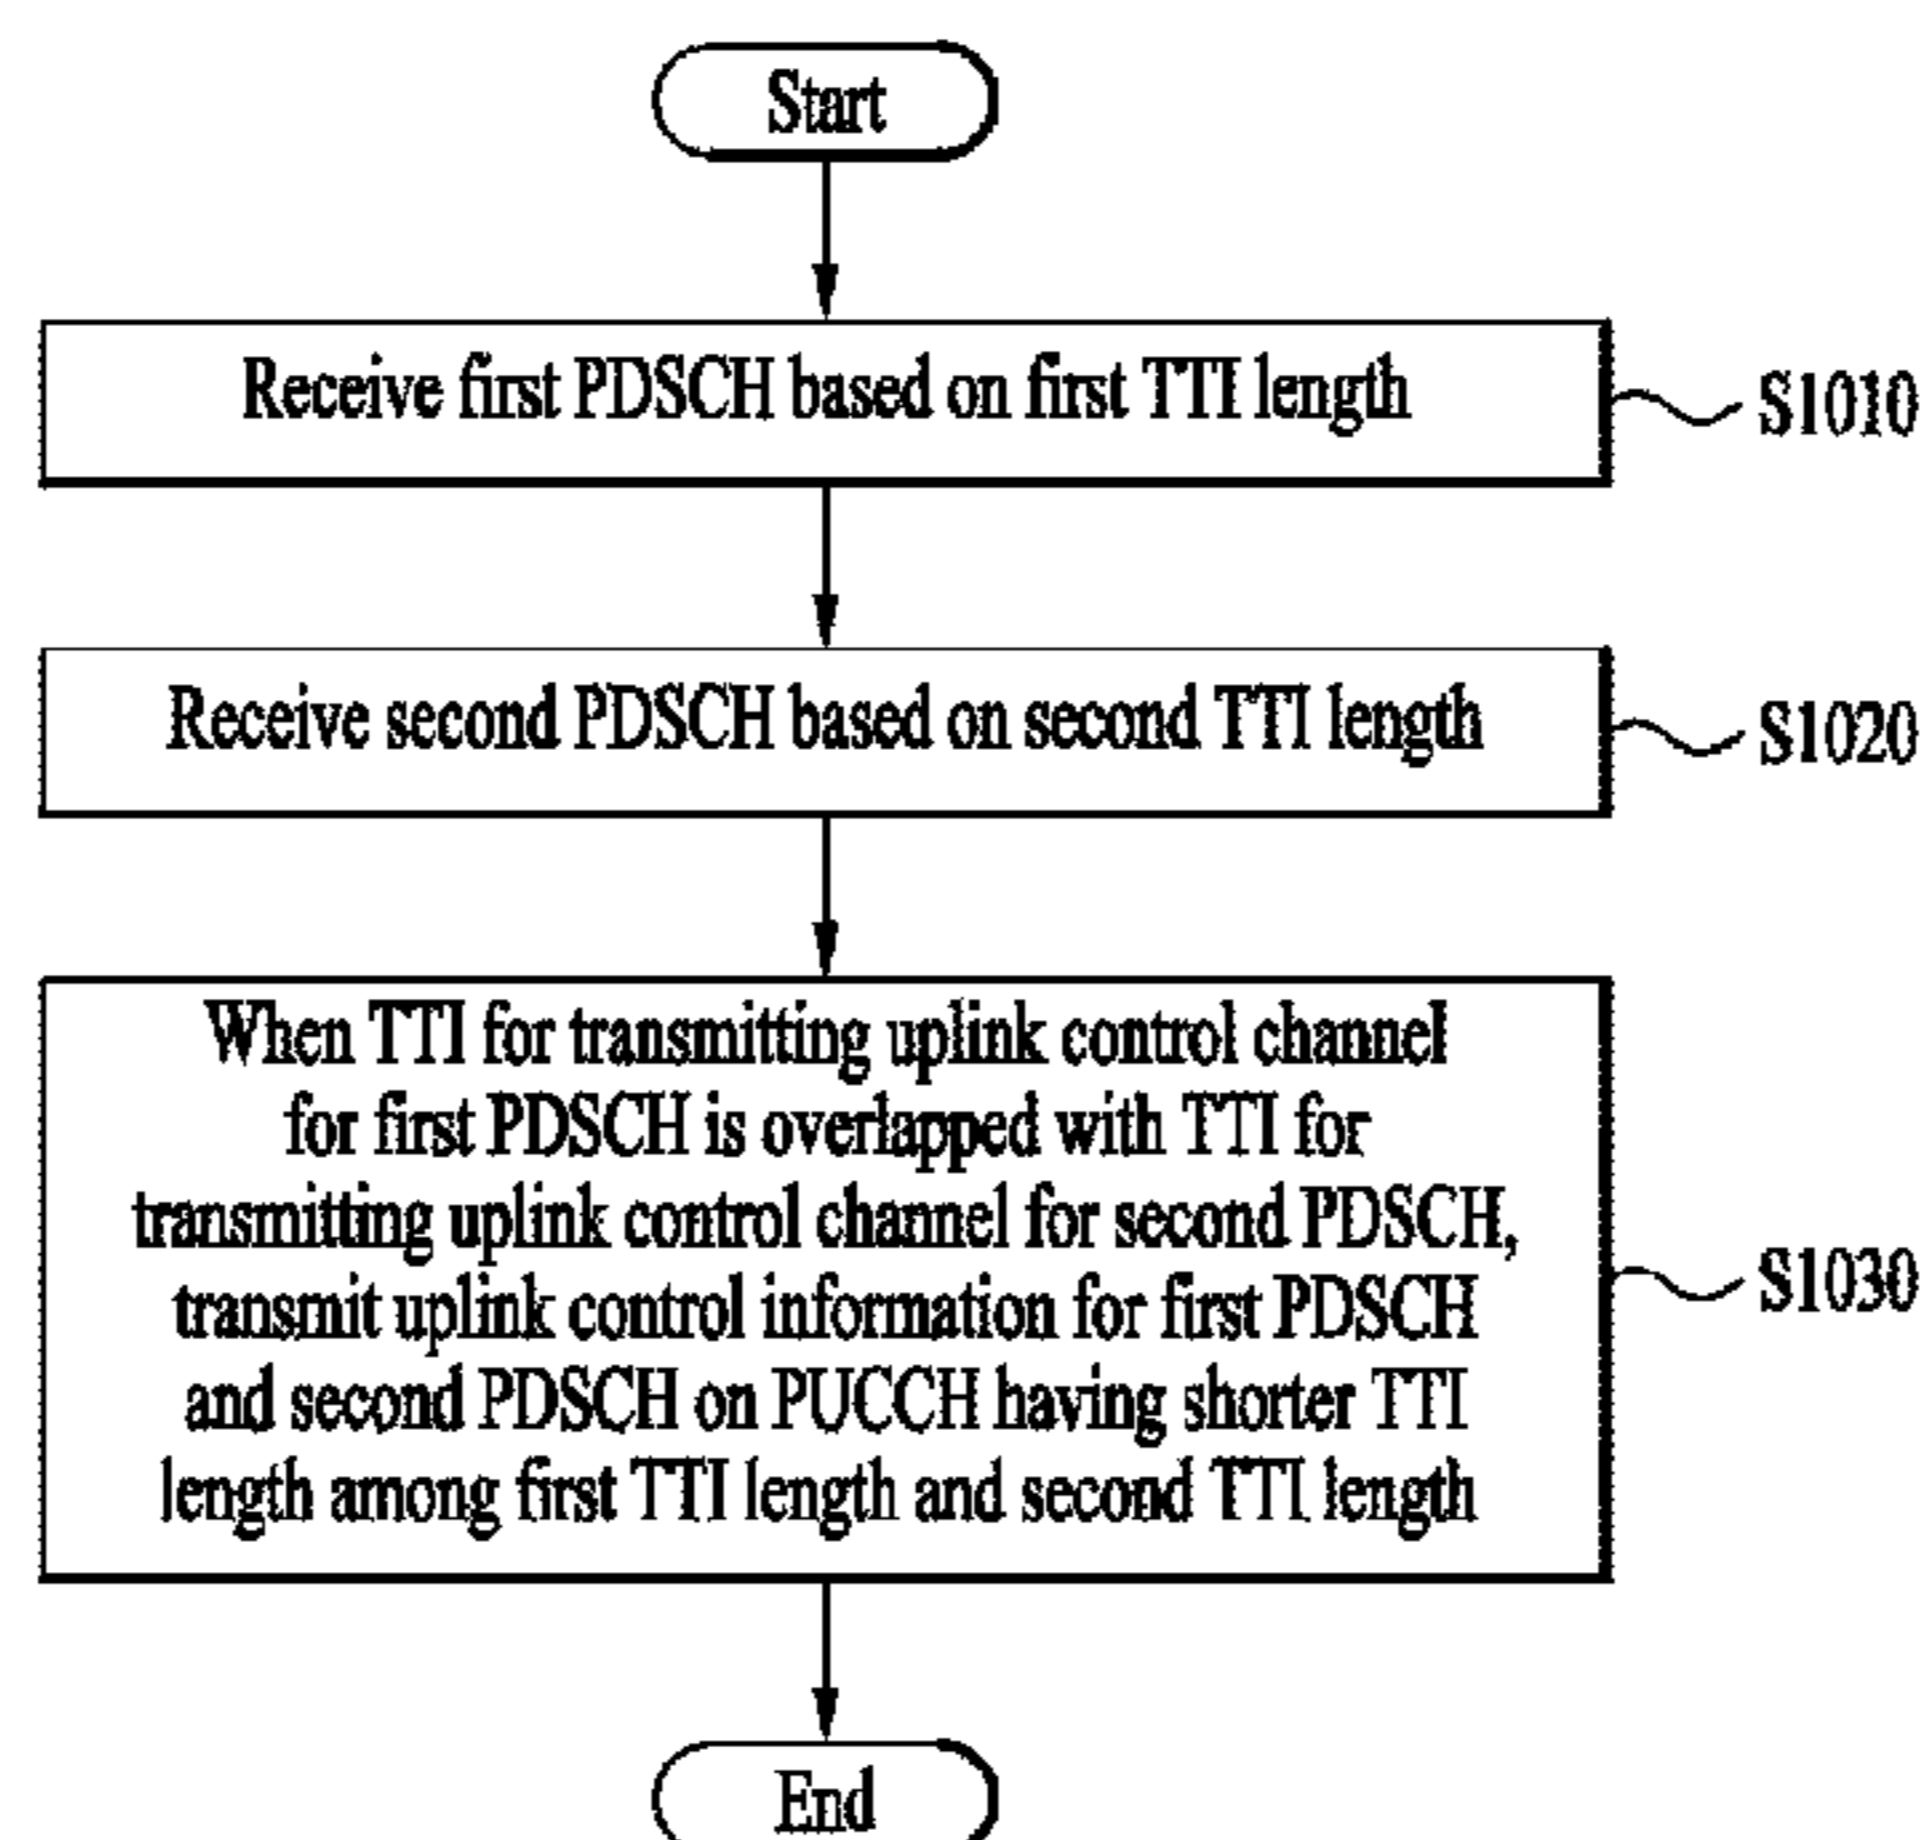 Start
Receive first PDSCH based on first TTI length
S1010
Receive second PDSCH based on second TTI length
S1020
When TTI for transmitting uplink control channel
for first PDSCH is overlapped with TTI for
transmitting uplink control channel for second PDSCH,
transmit uplink control information for first PDSCH
and second PDSCH on PUCCH having shorter TTI
length among first TTI length and second TTI length
S1030
End